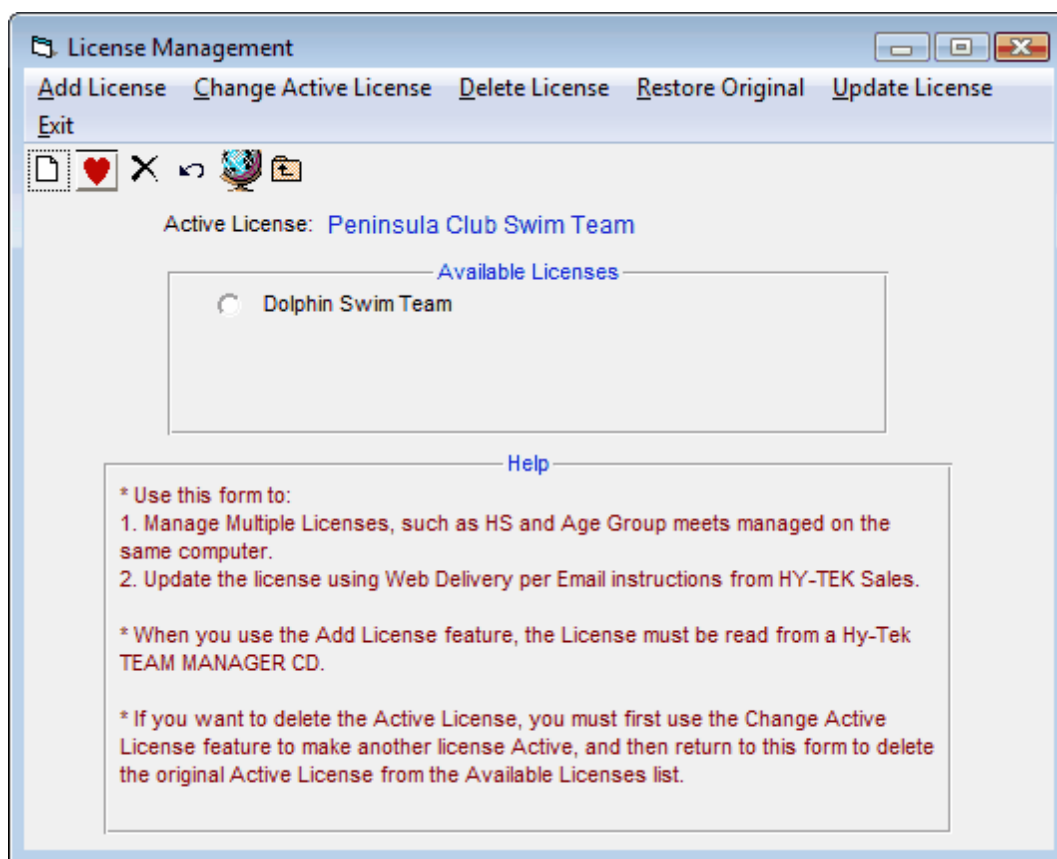 License Management
Add License Change Active License Delete License Restore Original Update License
Exit
Active License: Peninsula Club Swim Team
Available Licenses
Dolphin Swim Team
Help
* Use this form to:
1. Manage Multiple Licenses, such as HS and Age Group meets managed on the
same computer.
2. Update the license using Web Delivery per Email instructions from HY-TEK Sales.
* When you use the Add License feature, the License must be read from a Hy-Tek
TEAM MANAGER CD.
* If you want to delete the Active License, you must first use the Change Active
License feature to make another license Active, and then return to this form to delete
the original Active License from the Available Licenses list.